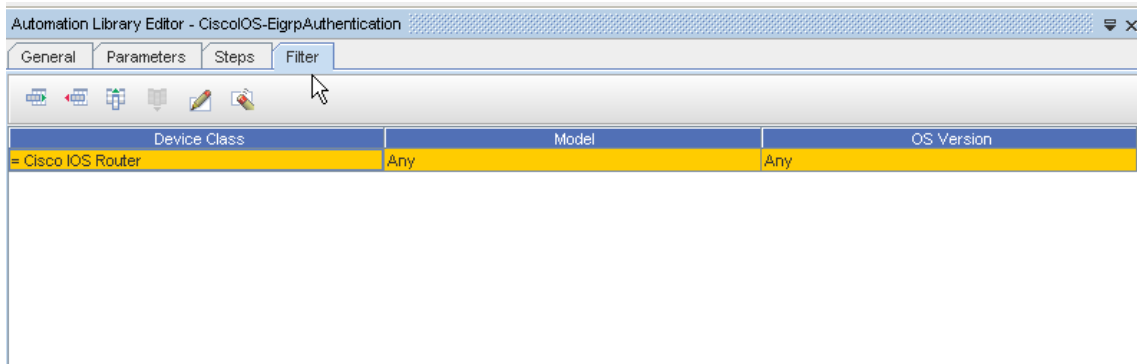 Automation Library Editor - CiscoIOS-EigrpAuthentication
General Parameters Steps Filter
Device Class Model OS Version
= Cisco IOS Router Any Any